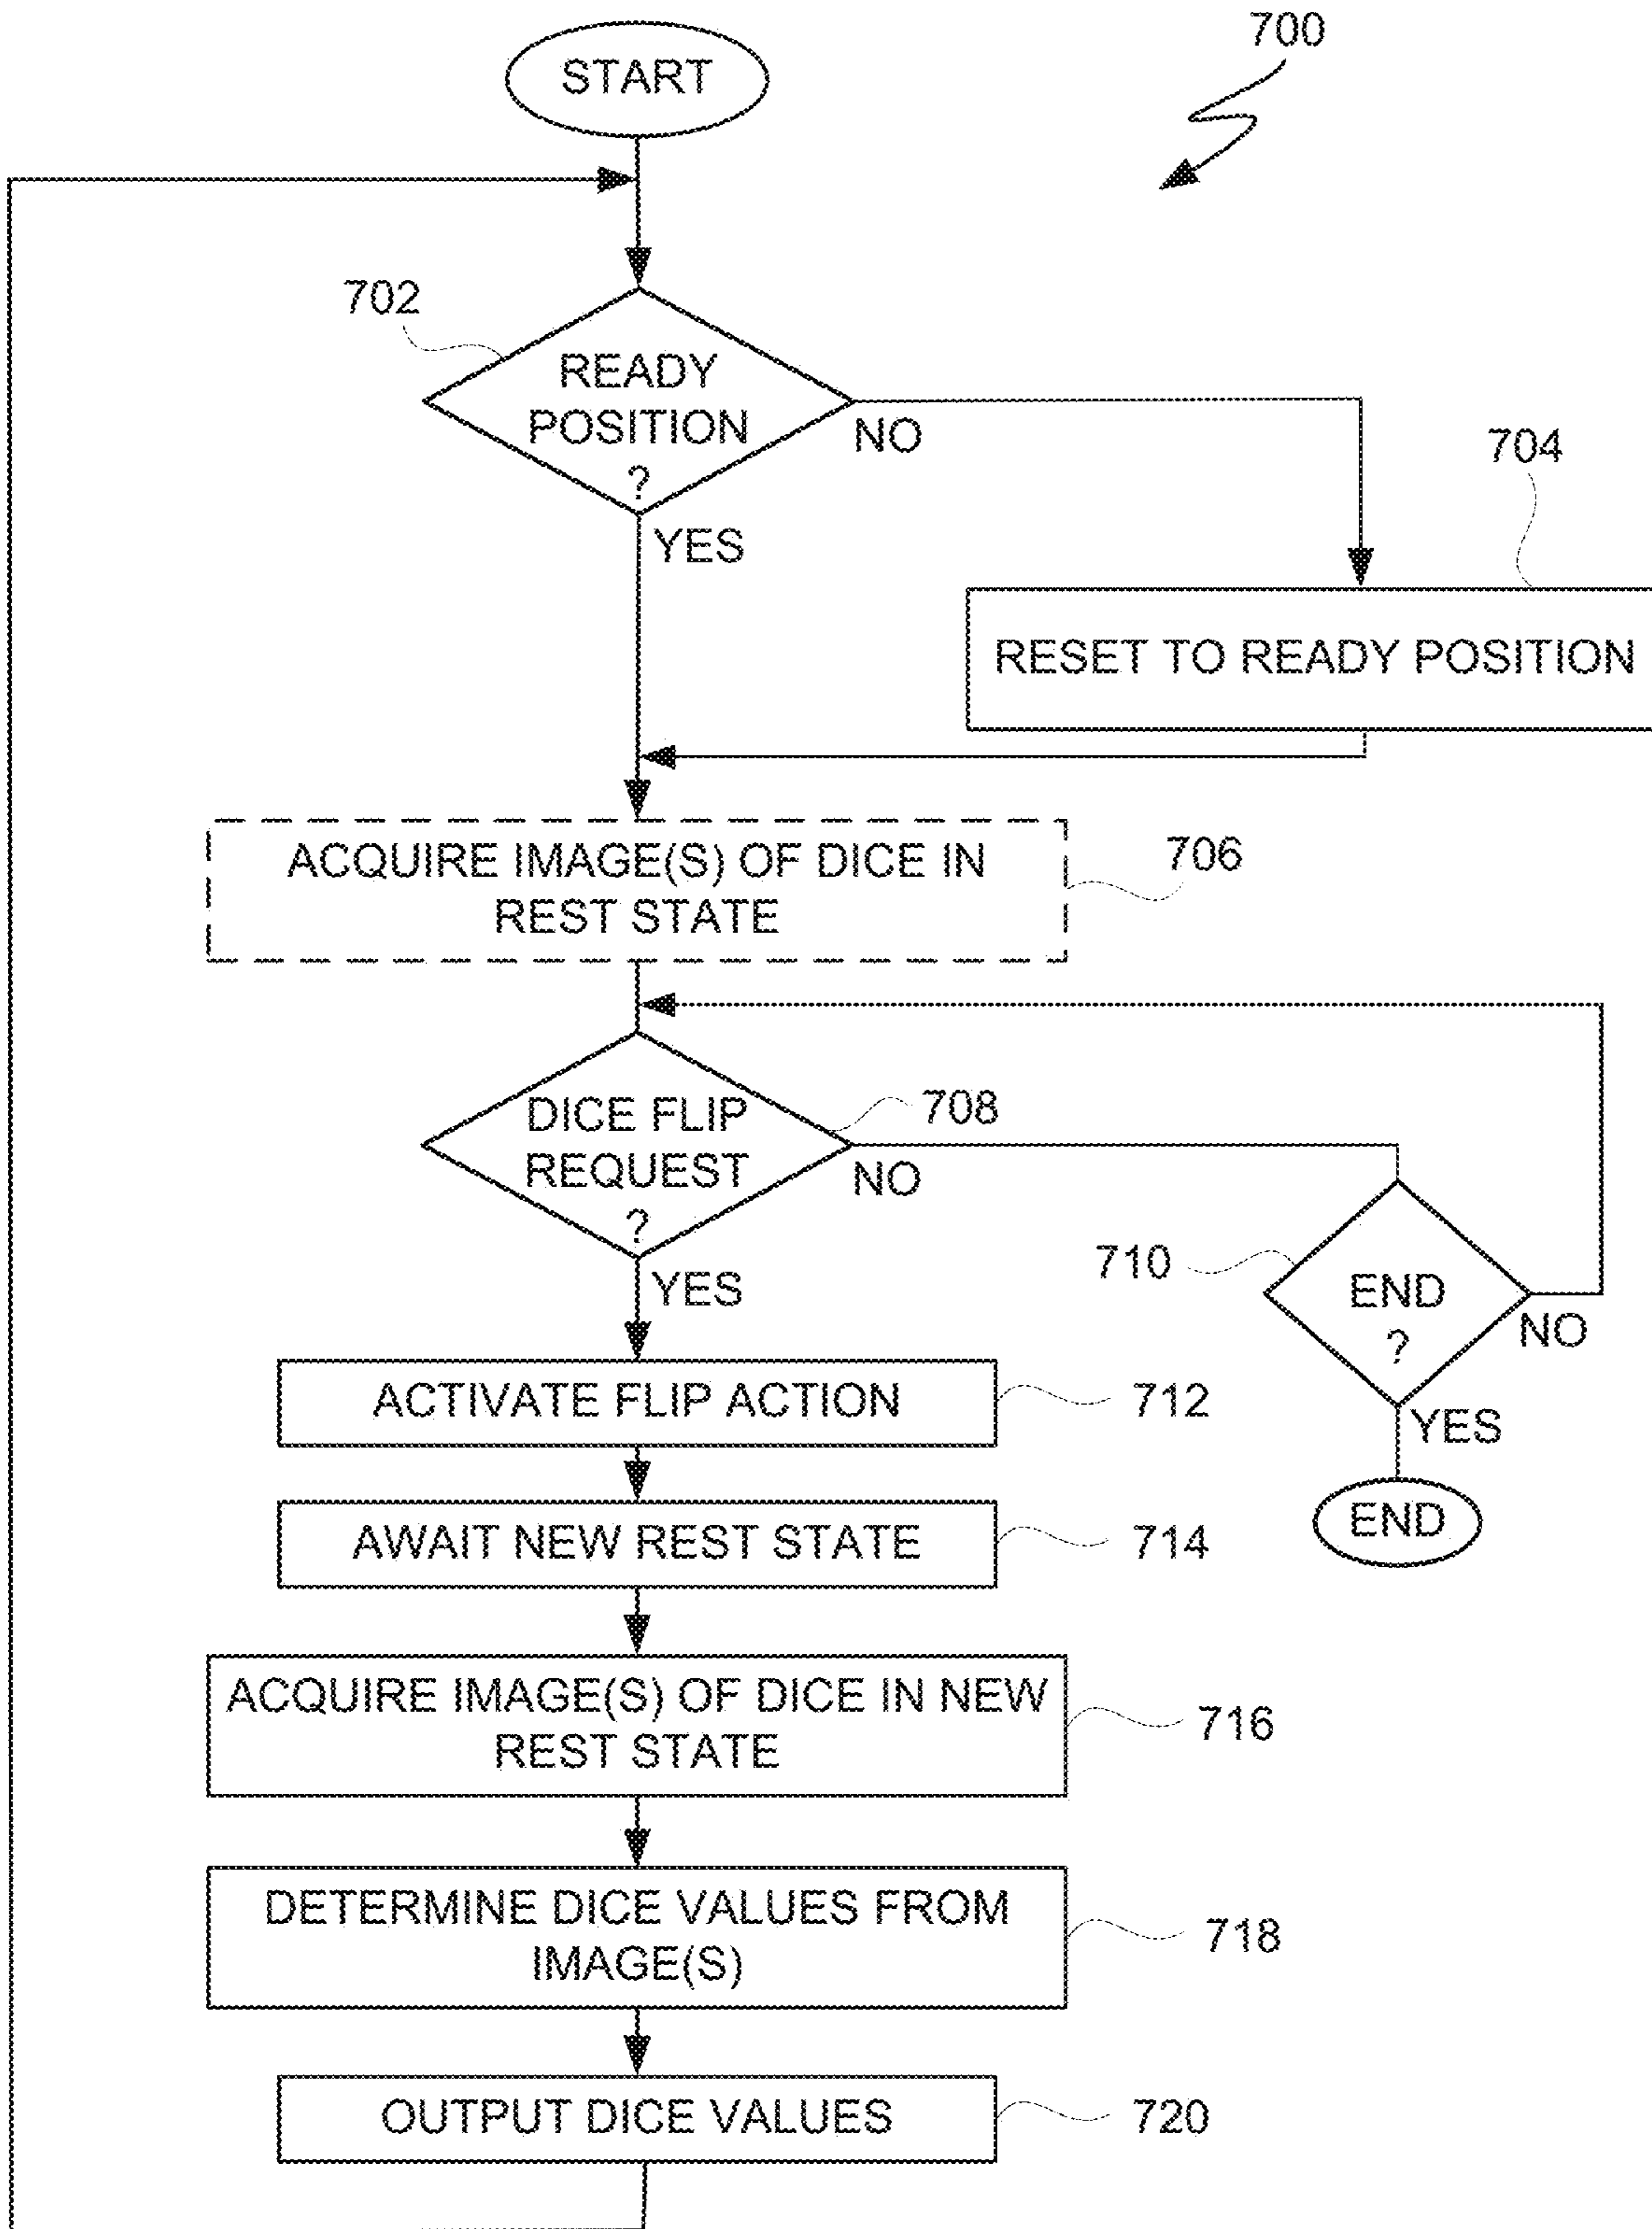 700
START
702
READY
POSITION
?
NO
YES
704
RESET TO READY POSITION
ACQUIRE IMAGE(S) OF DICE IN
REST STATE
706
DICE FLIP
REQUEST
?
708
NO
YES
710
END
?
NO
YES
END
ACTIVATE FLIP ACTION
712
AWAIT NEW REST STATE
714
ACQUIRE IMAGE(S) OF DICE IN NEW
REST STATE
716
DETERMINE DICE VALUES FROM
IMAGE(S)
718
OUTPUT DICE VALUES
720